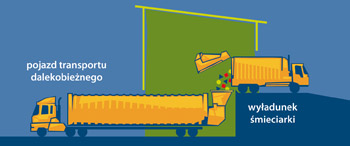 pojazd transportu
dalekobieżnego
wyładunek
śmieciarki